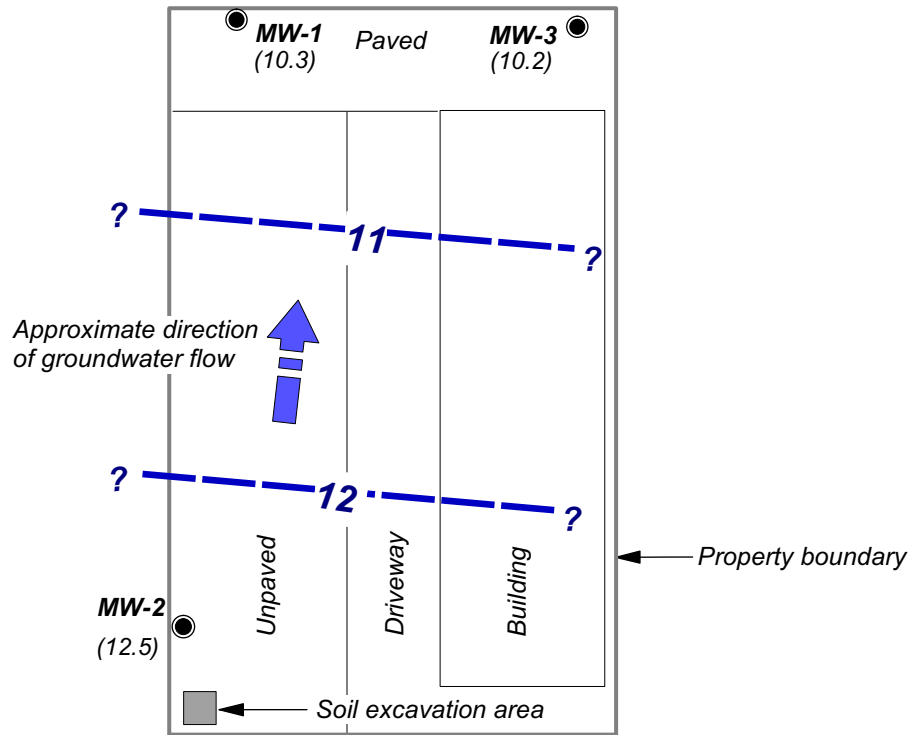 MW-1
(10.3)
Paved
MW-3
(10.2)
?
11
?
Approximate direction
of groundwater flow
?
12
?
Property boundary
Unpaved
Driveway
Building
MW-2
(12.5)
Soil excavation area